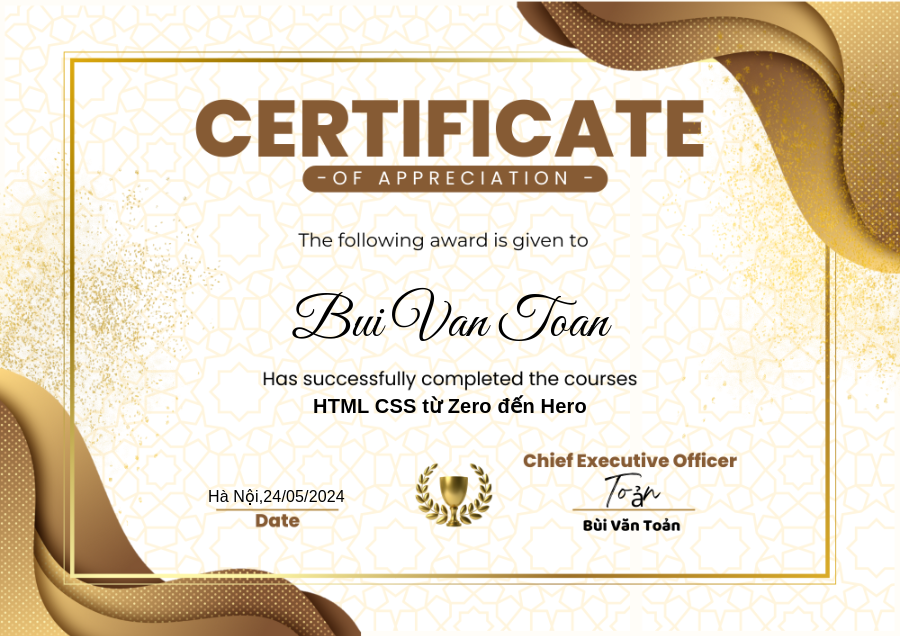 CERTIFICATE
-OF APPRECIATION -
The following award is given to
Bui Van Toan
Has successfully completed the courses
HTML CSS từ Zero đến Hero
Chief Executive Officer
Toản
Hà Nội,24/05/2024
Date
Bùi Văn Toản